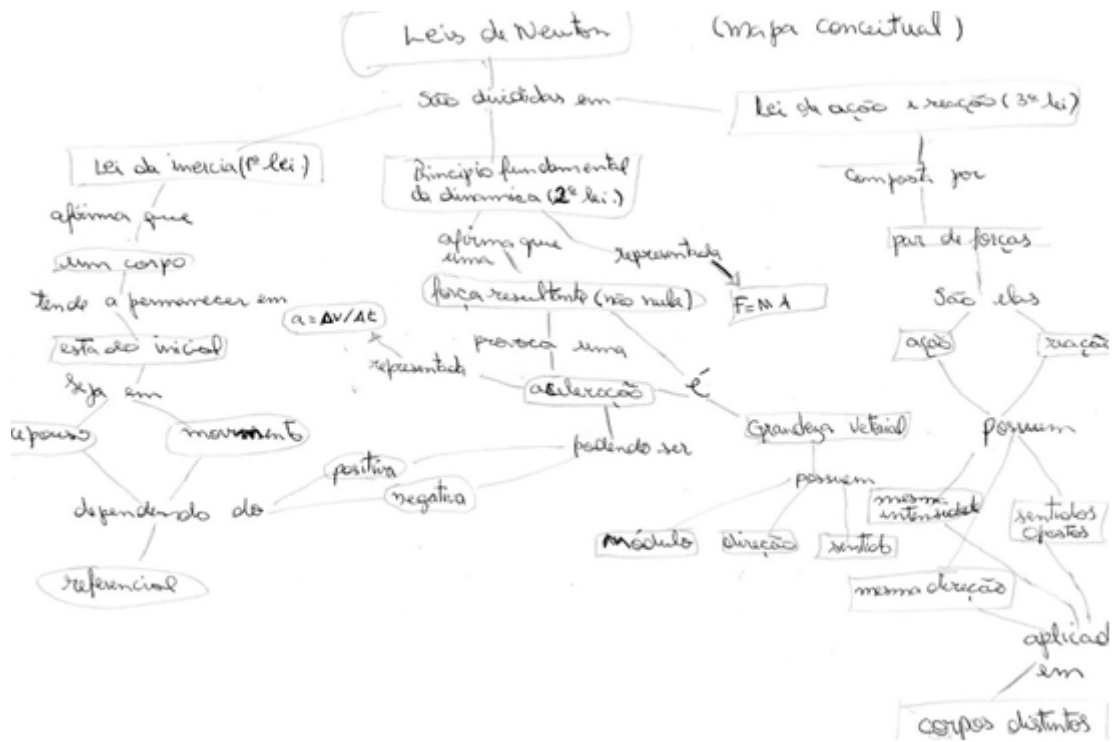 Leis de Newton (mapa conceitual)
São divididas em
Lei de ação e reação (3ª lei)
Lei da inercia (1ª lei.)
Principio fundamental
da dinamica (2ª lei.)
composta por
afirma que
par de forças
um corpo
afirma que
uma
representada
tende a permanecer em
força resultante (não nula)
F=MA
São elas
a = Δv/Δt
estado inicial
provoca uma
ação
reação
representada
seja em
aceleração
é
repouso
movimento
Grandeza Vetorial
possuem
podendo ser
positiva
negativa
possuem
mesma
intensidade
sentidos
opostos
dependendo do
módulo
direção
sentido
referencial
mesma direção
aplicad
em
corpos distintos